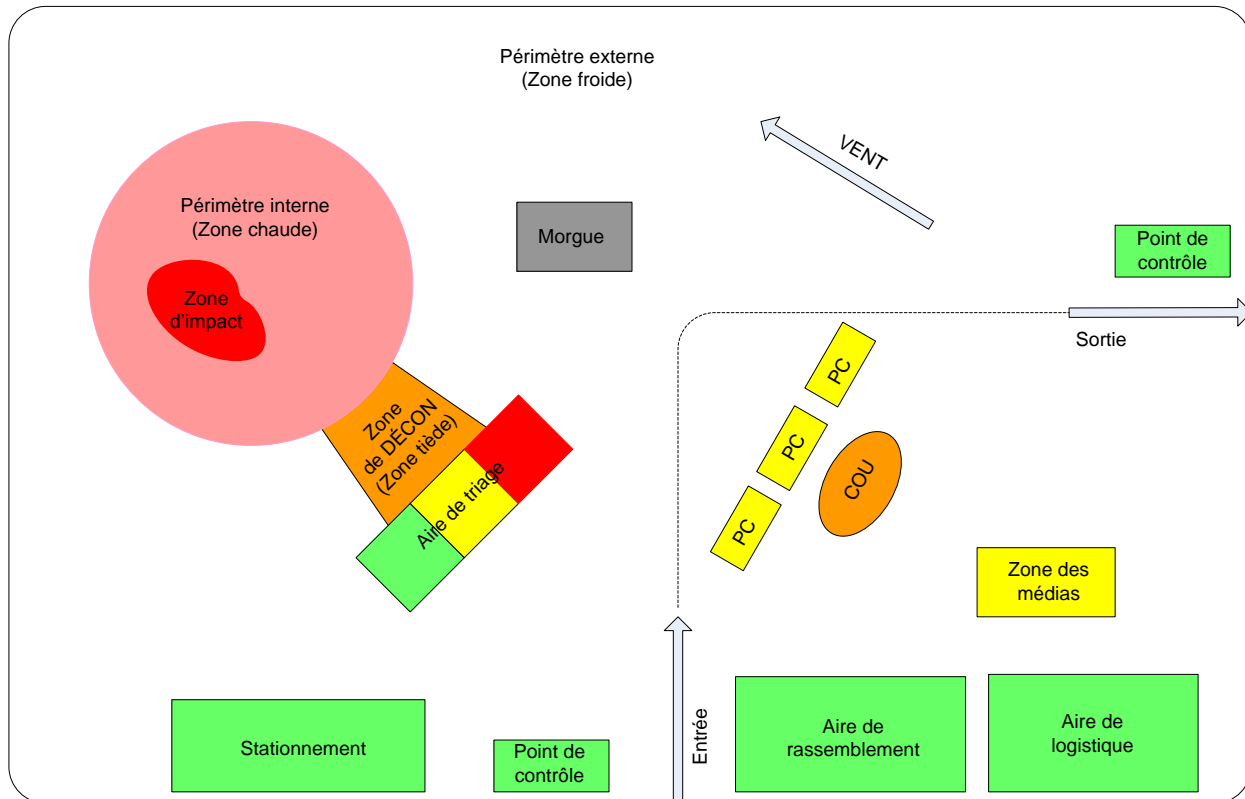 Périmètre externe
(Zone froide)
VENT
Périmètre interne
(Zone chaude)
Morgue
Point de
contrôle
Zone
d'impact
Sortie
PC
Zone
de DÉCON
(Zone tiède)
PC
COU
Aire de triage
PC
Zone des
médias
Entrée
Stationnement
Point de
contrôle
Aire de
rassemblement
Aire de
logistique